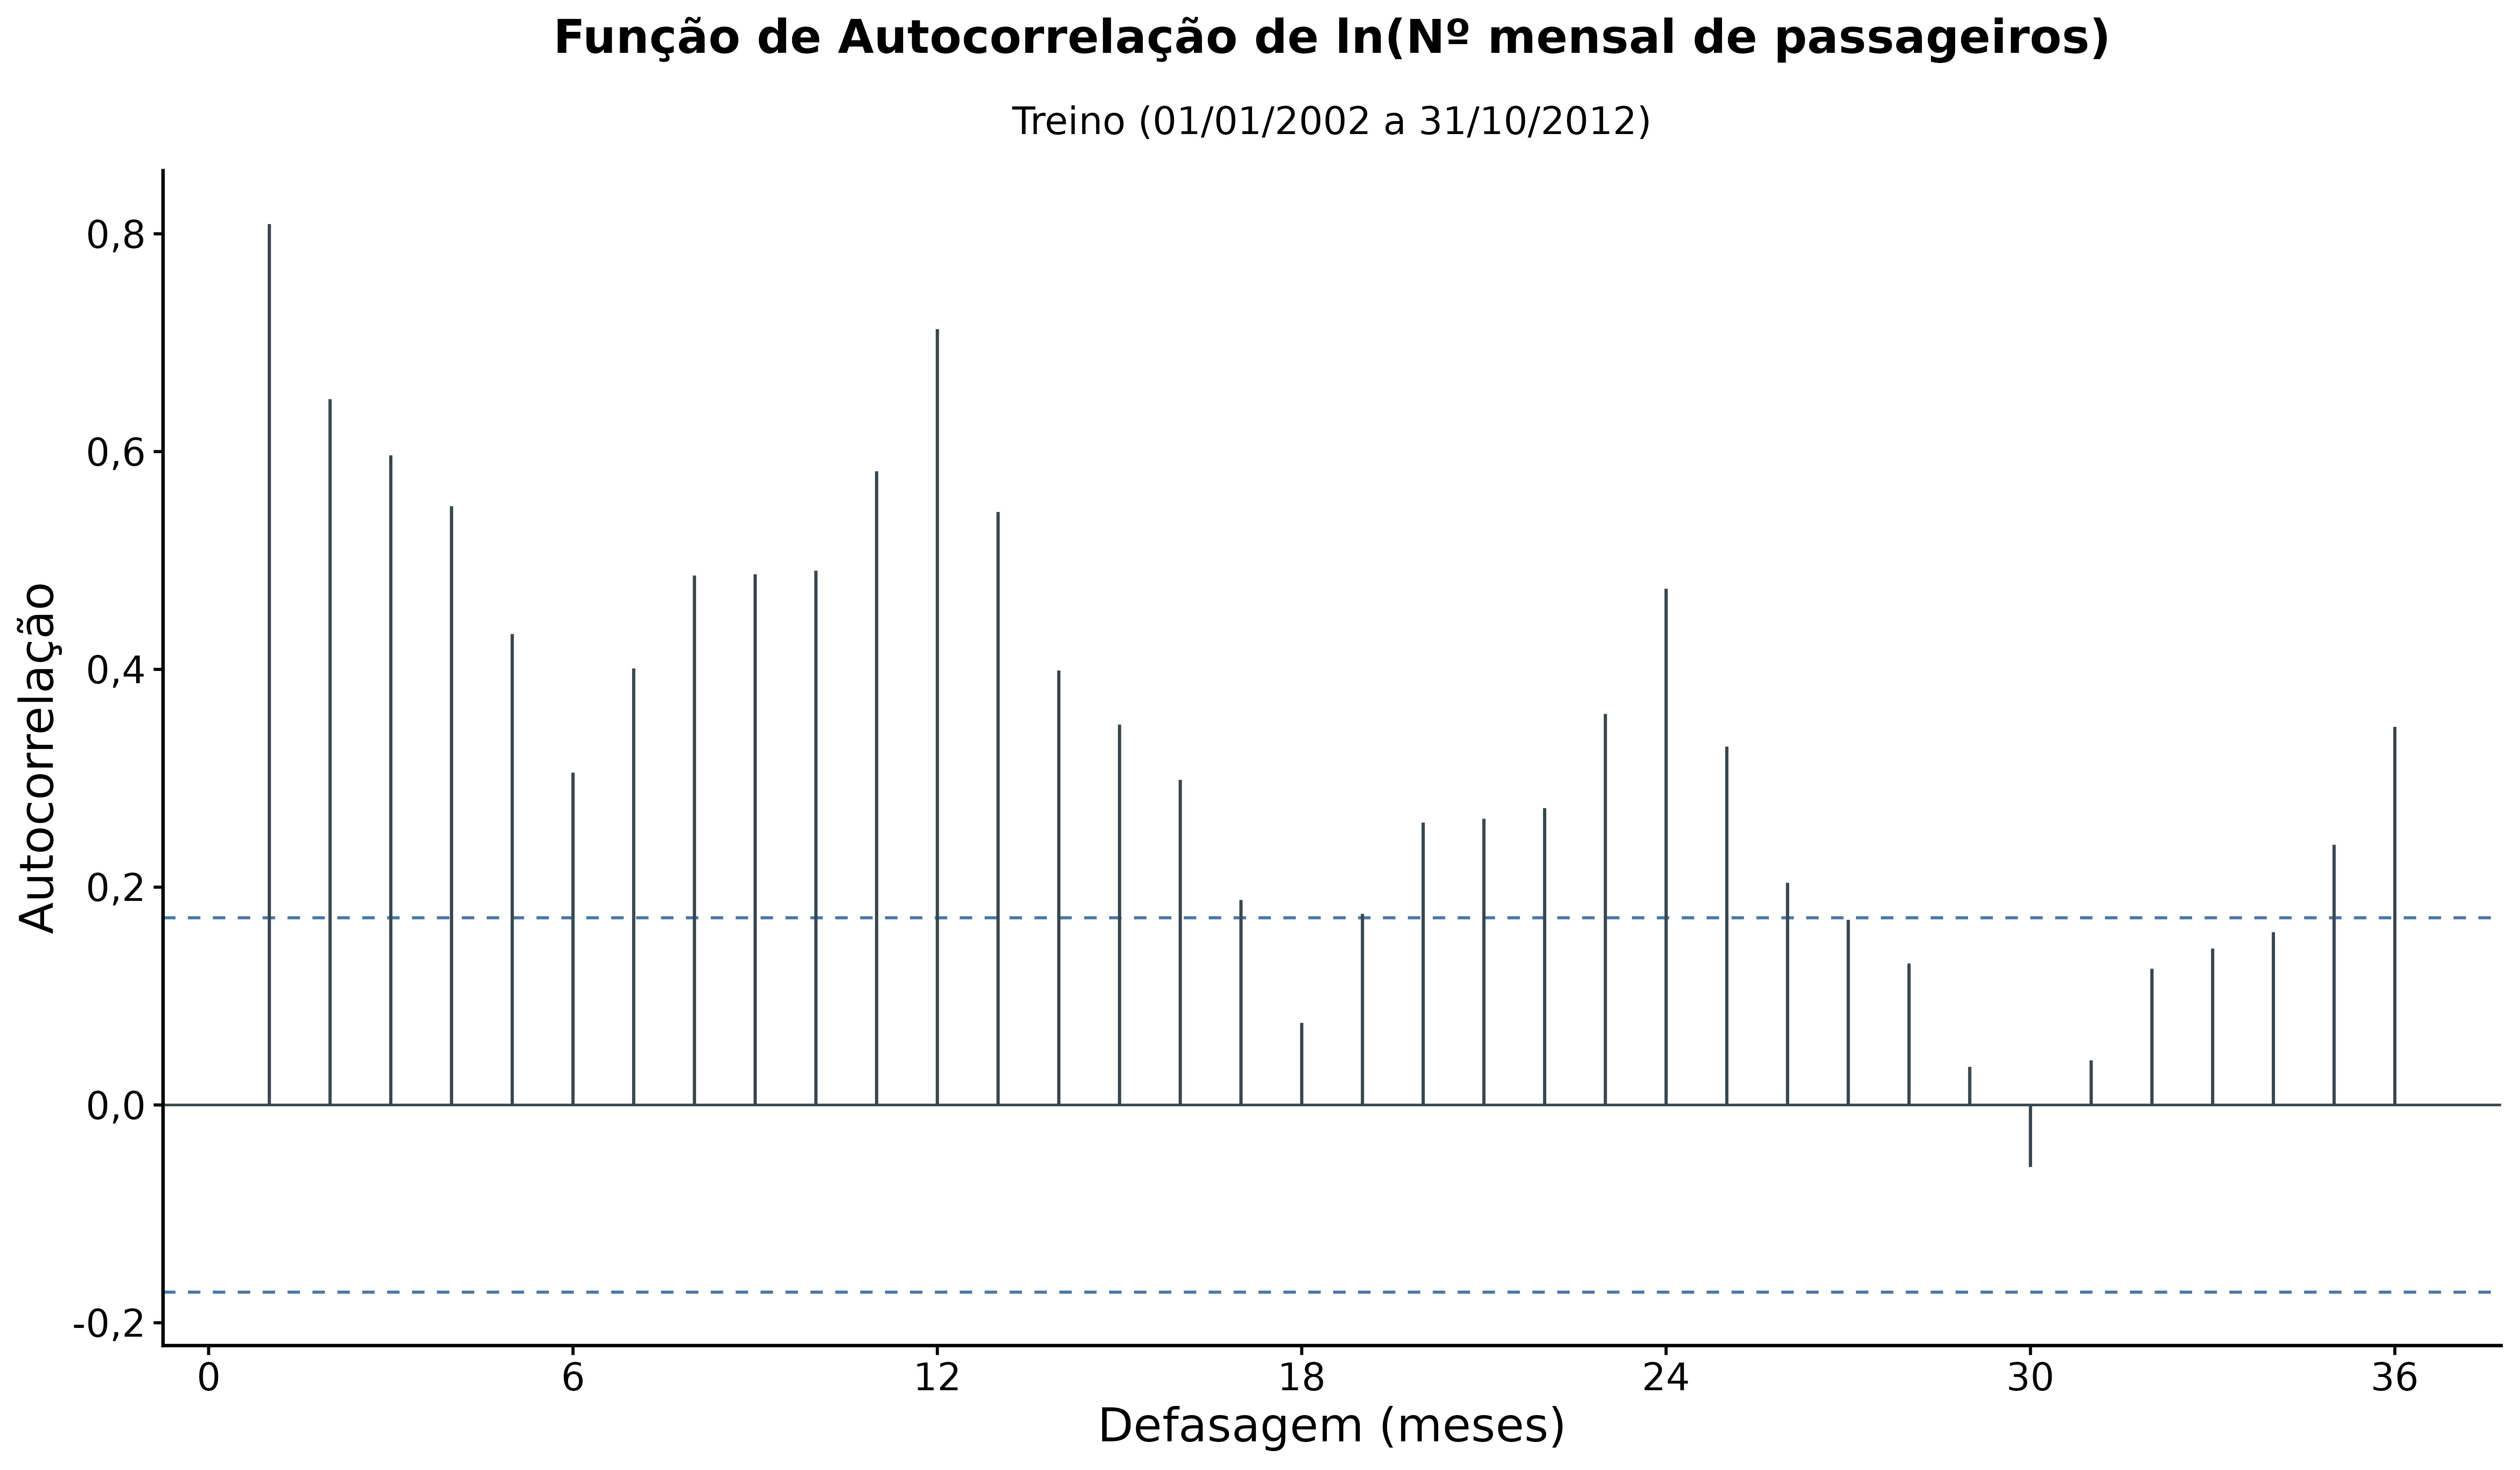 Função de Autocorrelação de ln(Nº mensal de passageiros)
Treino (01/01/2002 a 31/10/2012)
Autocorrelação
0,8
0,6
0,4
0,2
0,0
-0,2
0 6 12 18 24 30 36
Defasagem (meses)